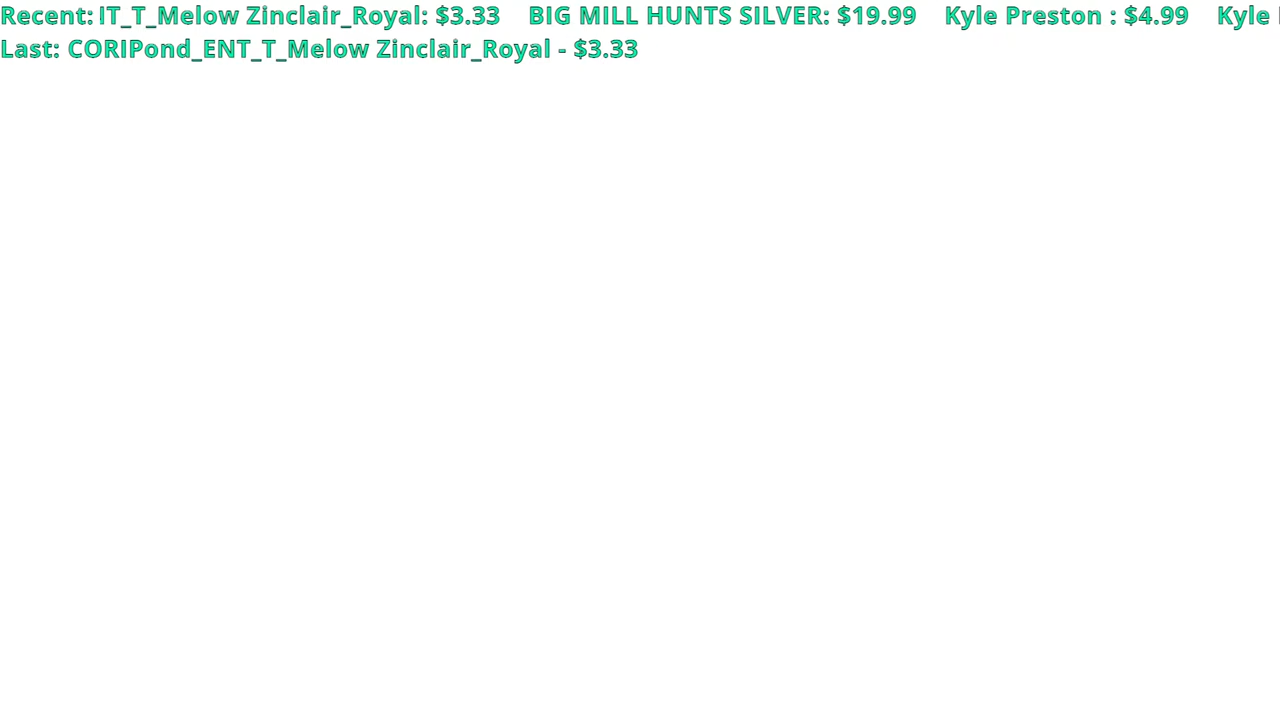 Recent: IT_T_Melow Zinclair_Royal: $3.33 BIG MILL HUNTS SILVER: $19.99 Kyle Preston : $4.99 Kyle
Last: CORIPond_ENT_T_Melow Zinclair_Royal - $3.33